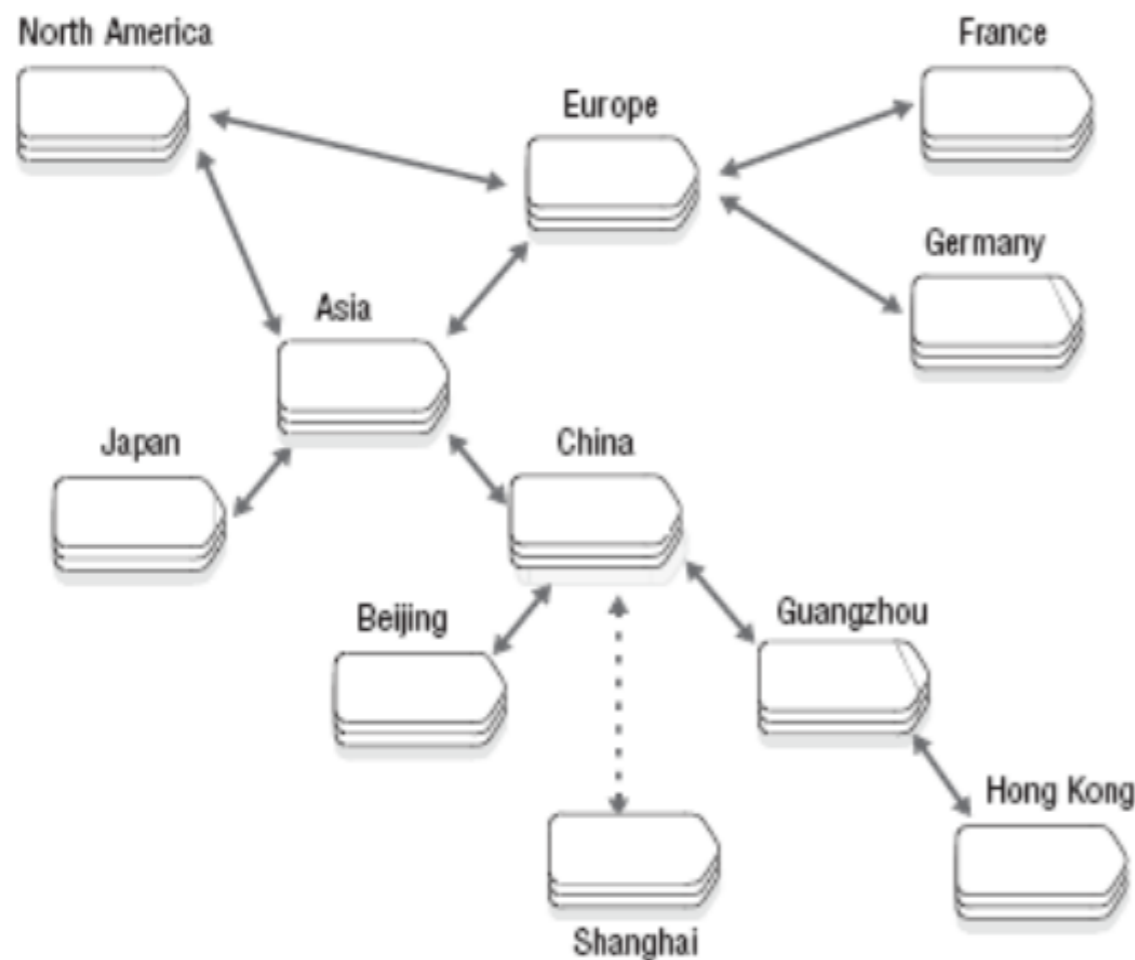 North America
France
Europe
Germany
Asia
Japan
China
Beijing
Guangzhou
Hong Kong
Shanghai